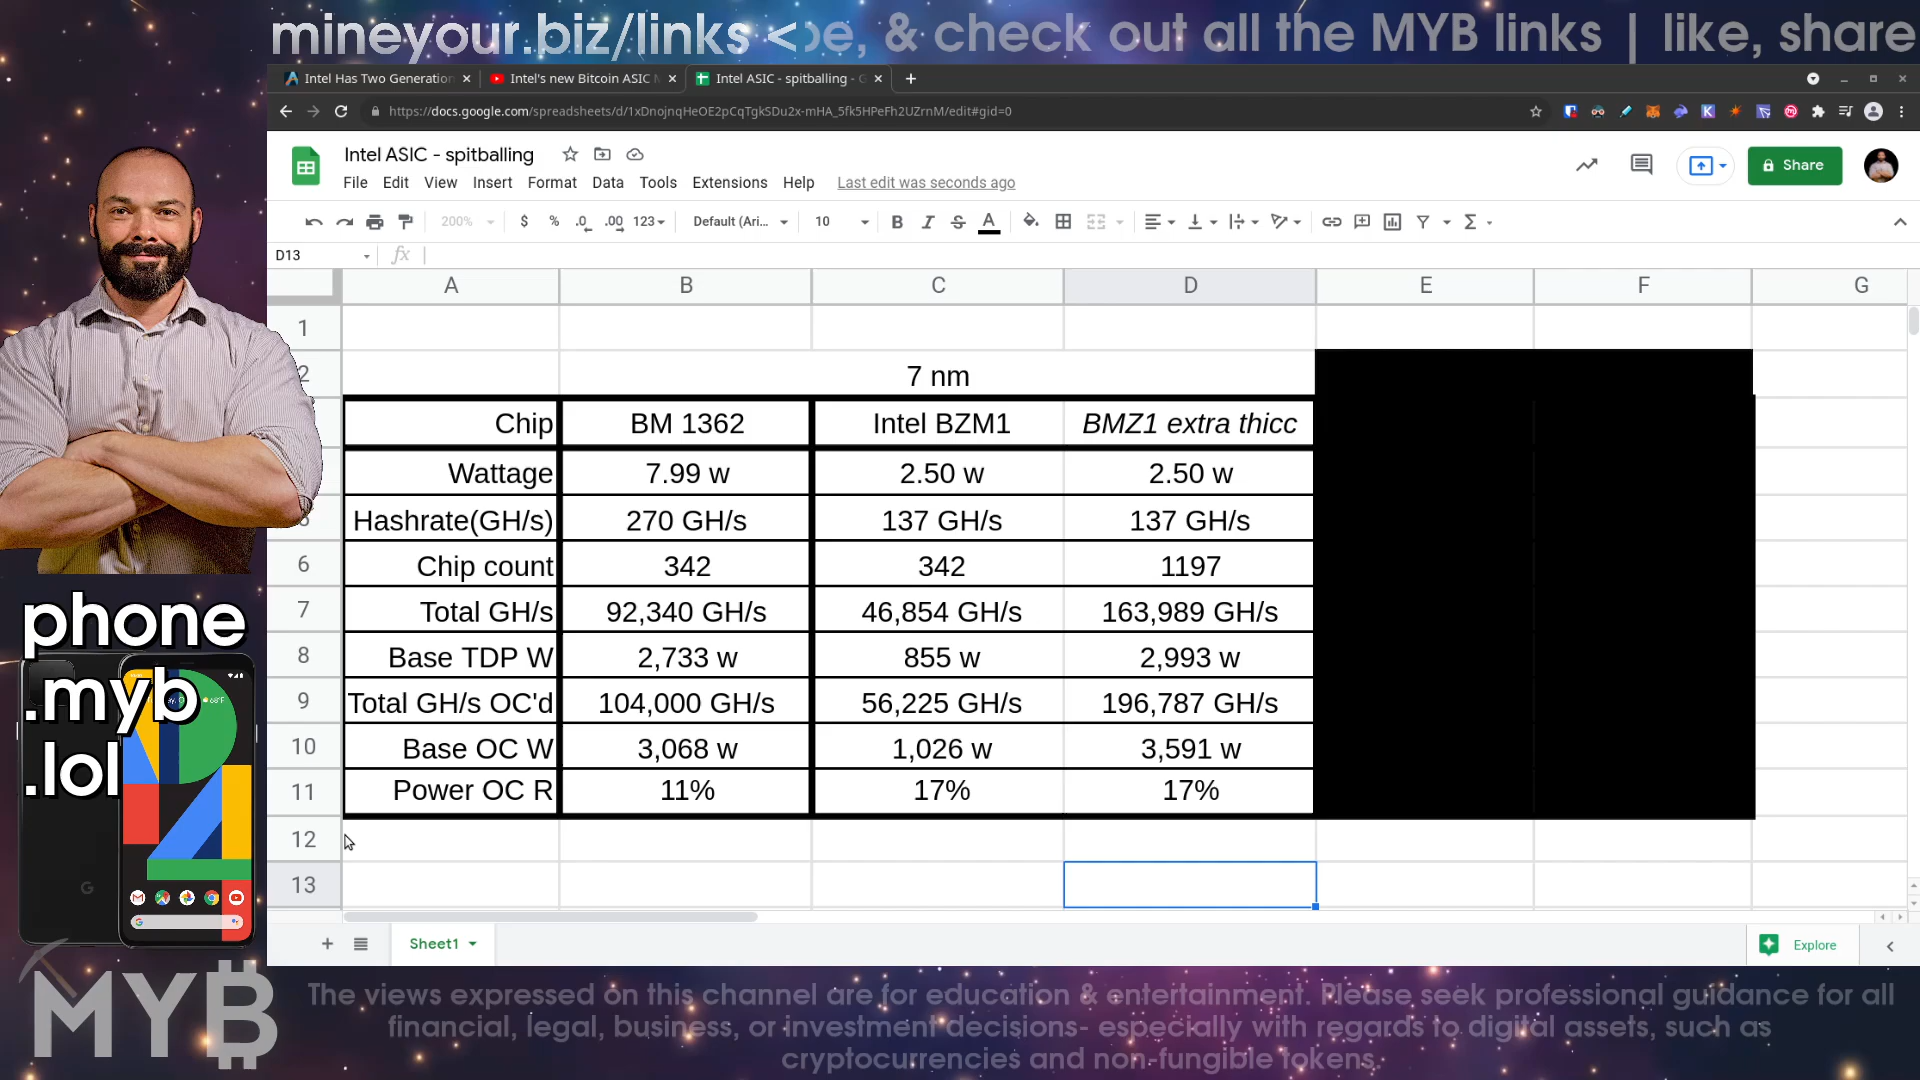 mineyour.biz/links < be, & check out all the MYB links | like, share
Intel Has Two Generation
Intel's new Bitcoin ASIC M
Intel ASIC - spitballing - G
https://docs.google.com/spreadsheets/d/1xDnojnqHeOE2pCqTgkSDu2x-mHA_5fk5HPeFh2UZrnM/edit#gid=0
Intel ASIC - spitballing
Share
File Edit View Insert Format Data Tools Extensions Help Last edit was seconds ago
200% $ % .0 .00 123 Default (Ari... 10 B I S A
D13 fx
A B C D E F G
1
2 7 nm
Chip BM 1362 Intel BZM1 BMZ1 extra thicc
Wattage 7.99 w 2.50 w 2.50 w
5 Hashrate(GH/s) 270 GH/s 137 GH/s 137 GH/s
6 Chip count 342 342 1197
7 Total GH/s 92,340 GH/s 46,854 GH/s 163,989 GH/s
8 Base TDP W 2,733 w 855 w 2,993 w
9 Total GH/s OC'd 104,000 GH/s 56,225 GH/s 196,787 GH/s
10 Base OC W 3,068 w 1,026 w 3,591 w
11 Power OC R 11% 17% 17%
12
13
Sheet1
Explore
phone
.myb
.lol
68°F
MYB
The views expressed on this channel are for education & entertainment. Please seek professional guidance for all
financial, legal, business, or investment decisions- especially with regards to digital assets, such as
cryptocurrencies and non-fungible tokens.